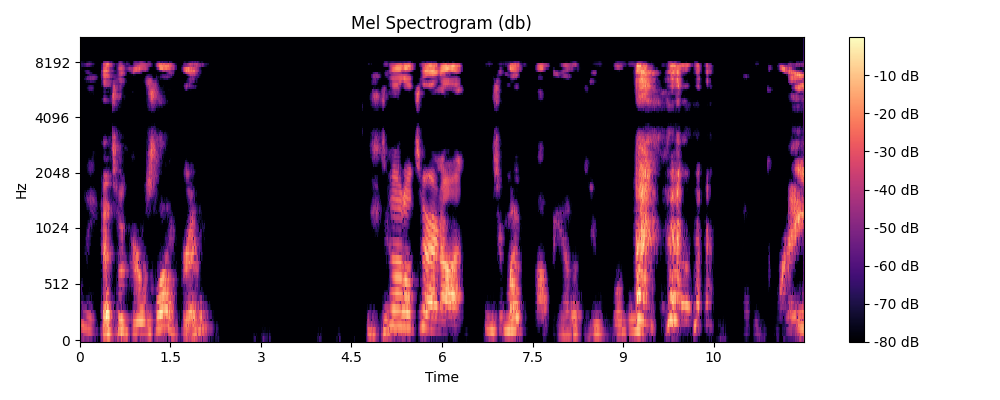 Mel Spectrogram (db)
8192
4096
2048
1024
512
0
Hz
0 1.5 3 4.5 6 7.5 9 10
Time
-10 dB
-20 dB
-30 dB
-40 dB
-50 dB
-60 dB
-70 dB
-80 dB